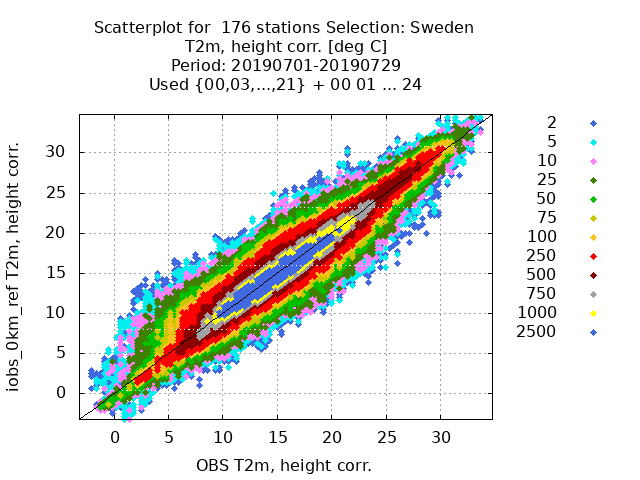 Scatterplot for  176 stations Selection: Sweden
T2m, height corr. [deg C]
Period: 20190701-20190729
Used {00,03,...,21} + 00 01 ... 24
iobs_0km_ref T2m, height corr.
30
25
20
15
10
5
0
0 5 10 15 20 25 30
OBS T2m, height corr.
2
5
10
25
50
75
100
250
500
750
1000
2500